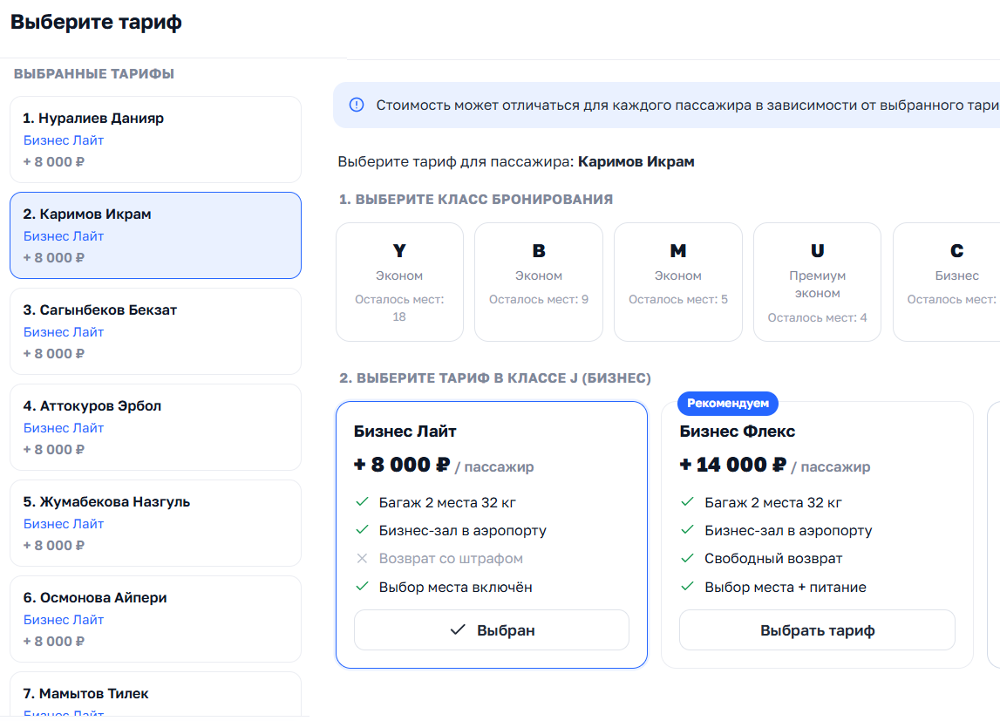 Выберите тариф
ВЫБРАННЫЕ ТАРИФЫ
1. Нуралиев Данияр
Бизнес Лайт
+ 8 000 ₽
2. Каримов Икрам
Бизнес Лайт
+ 8 000 ₽
3. Сагынбеков Бекзат
Бизнес Лайт
+ 8 000 ₽
4. Аттокуров Эрбол
Бизнес Лайт
+ 8 000 ₽
5. Жумабекова Назгуль
Бизнес Лайт
+ 8 000 ₽
6. Осмонова Айпери
Бизнес Лайт
+ 8 000 ₽
7. Мамытов Тилек
Бизнес Лайт
Стоимость может отличаться для каждого пассажира в зависимости от выбранного тари
Выберите тариф для пассажира: Каримов Икрам
1. ВЫБЕРИТЕ КЛАСС БРОНИРОВАНИЯ
Y
Эконом
Осталось мест:
18
B
Эконом
Осталось мест: 9
M
Эконом
Осталось мест: 5
U
Премиум
эконом
Осталось мест: 4
C
Бизнес
Осталось мест:
2. ВЫБЕРИТЕ ТАРИФ В КЛАССЕ J (БИЗНЕС)
Бизнес Лайт
+ 8 000 ₽ / пассажир
Багаж 2 места 32 кг
Бизнес-зал в аэропорту
Возврат со штрафом
Выбор места включён
Выбран
Рекомендуем
Бизнес Флекс
+ 14 000 ₽ / пассажир
Багаж 2 места 32 кг
Бизнес-зал в аэропорту
Свободный возврат
Выбор места + питание
Выбрать тариф